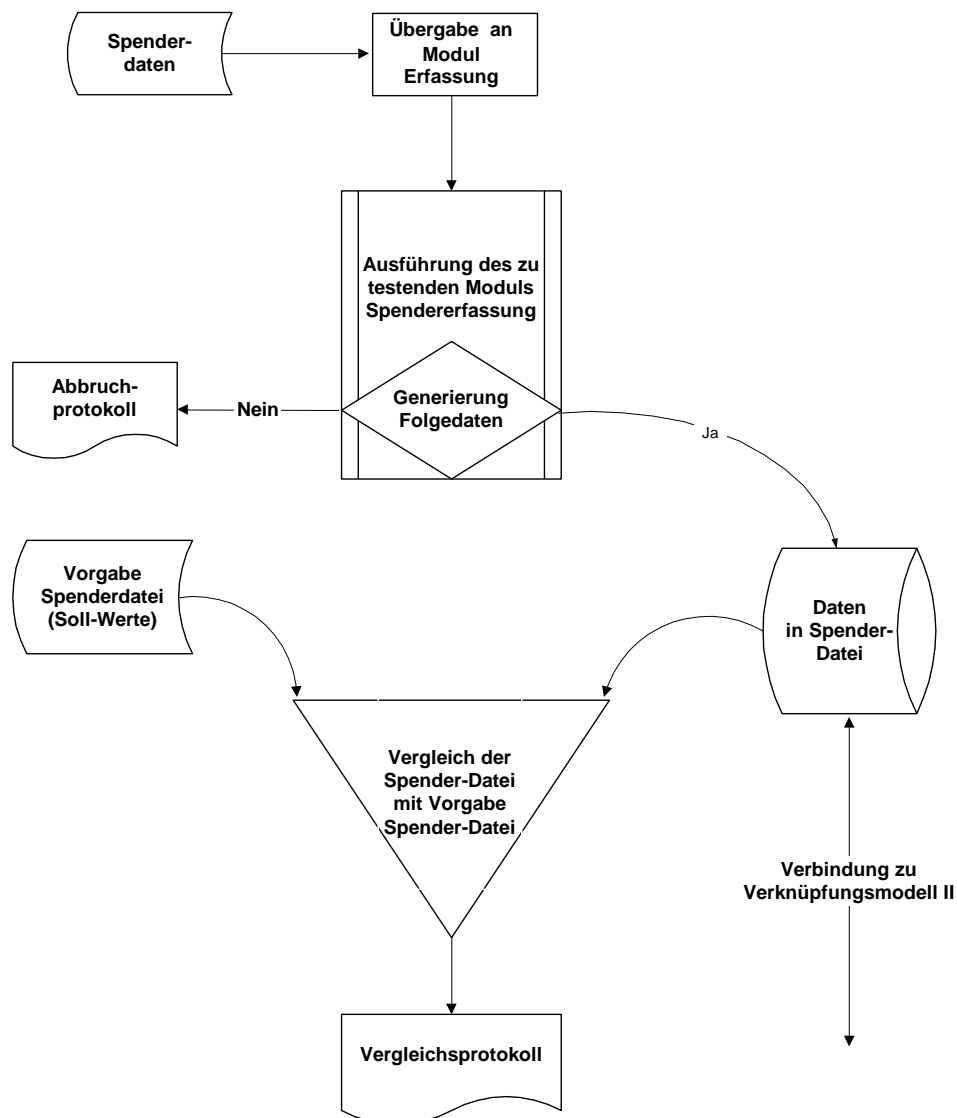 Spender-
daten
Übergabe an
Modul
Erfassung
Ausführung des zu
testenden Moduls
Spendererfassung
Generierung
Folgedaten
Abbruch-
protokoll
Nein
Ja
Vorgabe
Spenderdatei
(Soll-Werte)
Daten
in Spender-
Datei
Vergleich der
Spender-Datei
mit Vorgabe
Spender-Datei
Verbindung zu
Verknüpfungsmodell II
Vergleichsprotokoll